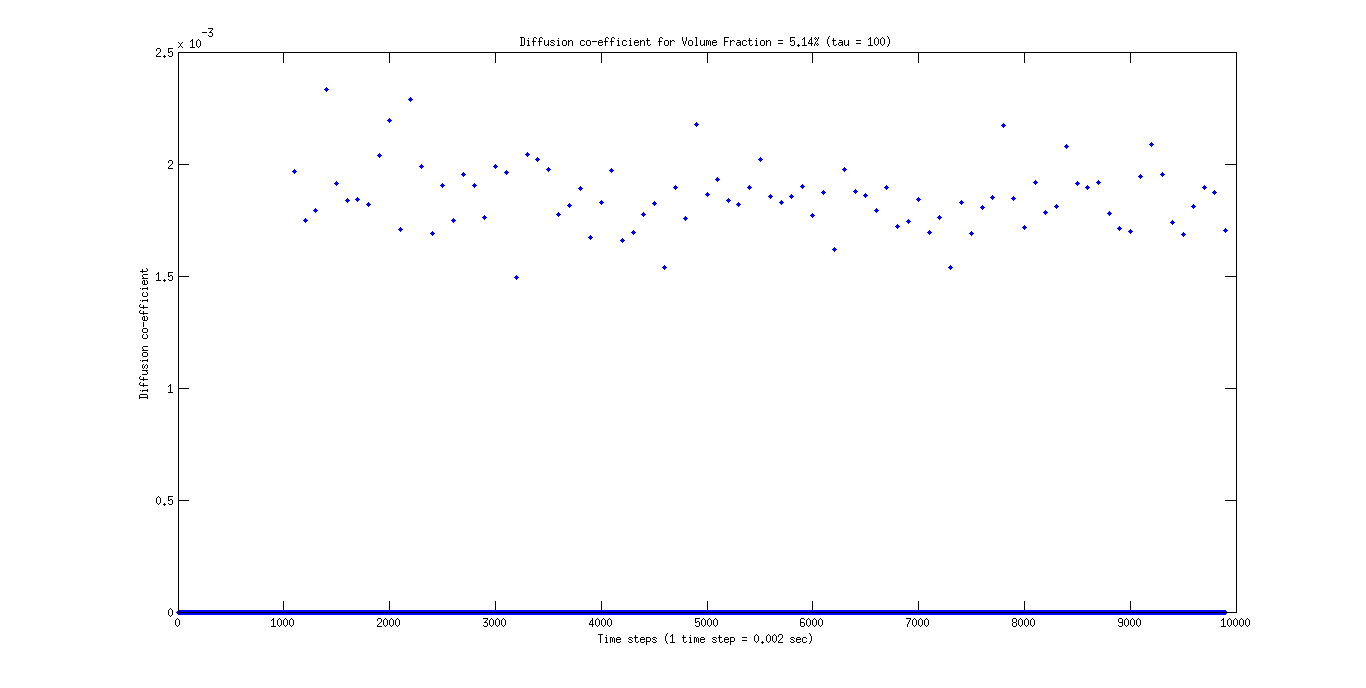 x 10^-3
Diffusion co-efficient for Volume Fraction = 5.14% (tau = 100)
2.5
2
1.5
1
0.5
0
Diffusion co-efficient
0 1000 2000 3000 4000 5000 6000 7000 8000 9000 10000
Time steps (1 time step = 0.002 sec)